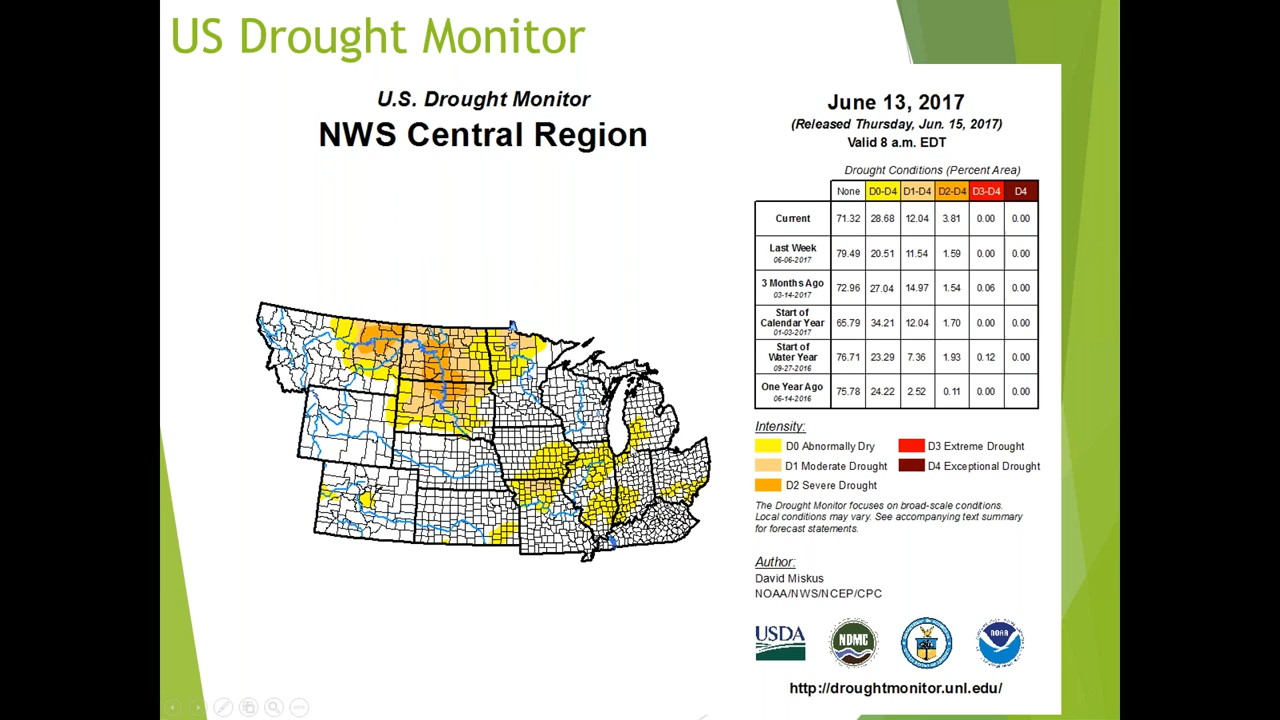 US Drought Monitor
U.S. Drought Monitor
NWS Central Region
June 13, 2017
(Released Thursday, Jun. 15, 2017)
Valid 8 a.m. EDT
Drought Conditions (Percent Area)
None D0-D4 D1-D4 D2-D4 D3-D4 D4
Current 71.32 28.68 12.04 3.81 0.00 0.00
Last Week 06-06-2017 79.49 20.51 11.54 1.59 0.00 0.00
3 Months Ago 03-14-2017 72.96 27.04 14.97 1.54 0.06 0.00
Start of Calendar Year 01-03-2017 65.79 34.21 12.04 1.70 0.00 0.00
Start of Water Year 09-27-2016 76.71 23.29 7.36 1.93 0.12 0.00
One Year Ago 06-14-2016 75.78 24.22 2.52 0.11 0.00 0.00
Intensity:
D0 Abnormally Dry D3 Extreme Drought
D1 Moderate Drought D4 Exceptional Drought
D2 Severe Drought
The Drought Monitor focuses on broad-scale conditions.
Local conditions may vary. See accompanying text summary
for forecast statements.
Author:
David Miskus
NOAA/NWS/NCEP/CPC
USDA NDMC NOAA
http://droughtmonitor.unl.edu/